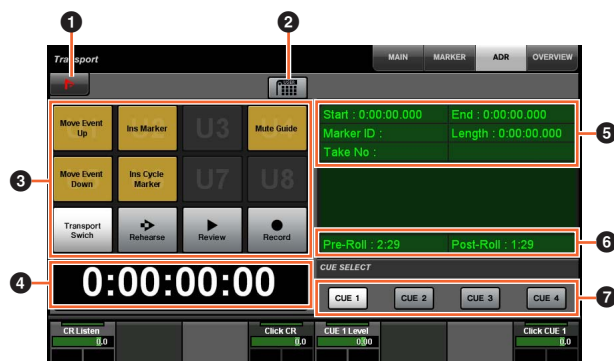 1 2
Transport MAIN MARKER ADR OVERVIEW
Move Event Up
Ins Marker
U3
Mute Guide
Move Event Down
Ins Cycle Marker
U7
U8
Transport Swich
Rehearse
Review
Record
3
Start : 0:00:00.000 End : 0:00:00.000
Marker ID : Length : 0:00:00.000
Take No :
5
Pre-Roll : 2:29 Post-Roll : 1:29
6
4
0:00:00:00
CUE SELECT
CUE 1 CUE 2 CUE 3 CUE 4
7
CR Listen Click CR CUE 1 Level Click CUE 1
0.0 0.0 0.00 0.0